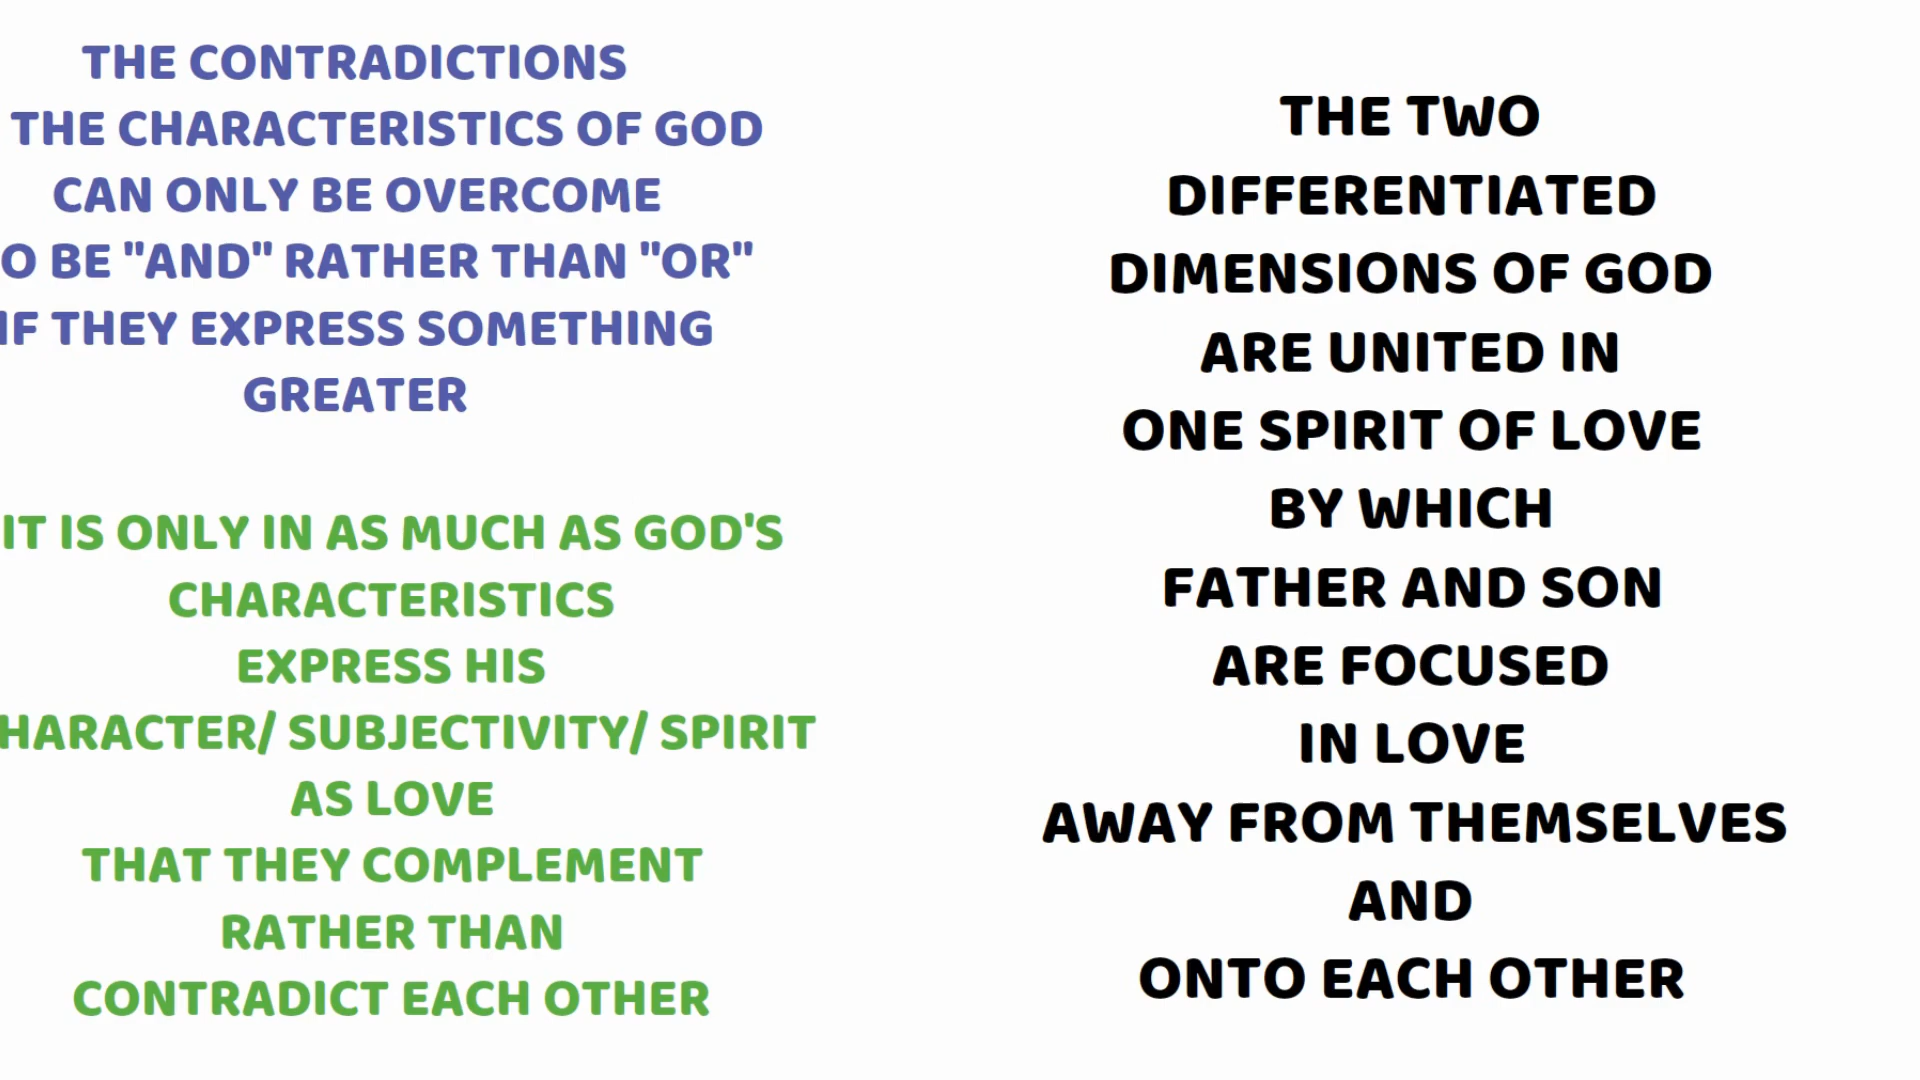 THE CONTRADICTIONS
THE CHARACTERISTICS OF GOD
CAN ONLY BE OVERCOME
O BE "AND" RATHER THAN "OR"
IF THEY EXPRESS SOMETHING
GREATER
IT IS ONLY IN AS MUCH AS GOD'S
CHARACTERISTICS
EXPRESS HIS
HARACTER/ SUBJECTIVITY/ SPIRIT
AS LOVE
THAT THEY COMPLEMENT
RATHER THAN
CONTRADICT EACH OTHER
THE TWO
DIFFERENTIATED
DIMENSIONS OF GOD
ARE UNITED IN
ONE SPIRIT OF LOVE
BY WHICH
FATHER AND SON
ARE FOCUSED
IN LOVE
AWAY FROM THEMSELVES
AND
ONTO EACH OTHER